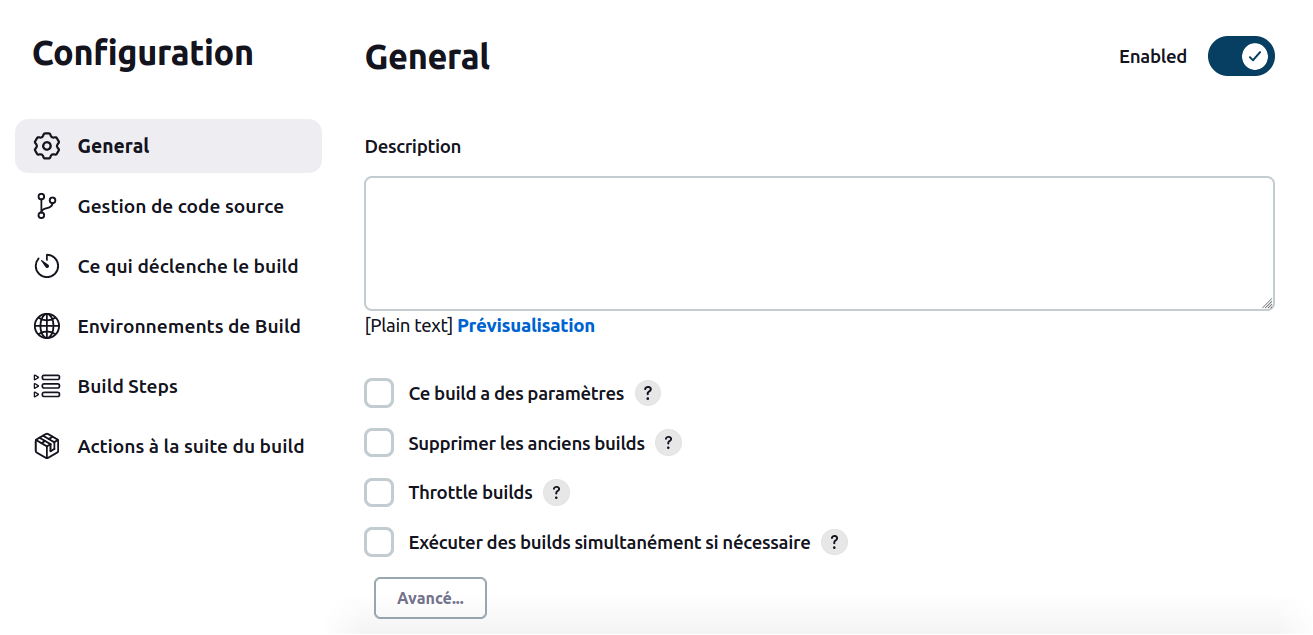 Configuration
General
Gestion de code source
Ce qui déclenche le build
Environnements de Build
Build Steps
Actions à la suite du build
General
Enabled
Description
[Plain text] Prévisualisation
Ce build a des paramètres ?
Supprimer les anciens builds ?
Throttle builds ?
Exécuter des builds simultanément si nécessaire ?
Avancé...